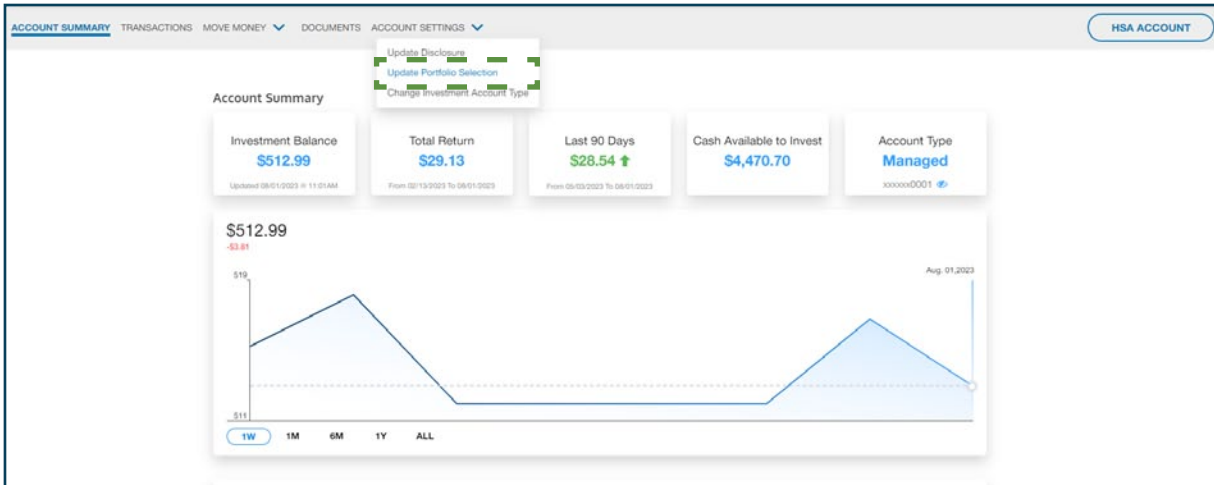 ACCOUNT SUMMARY TRANSACTIONS MOVE MONEY DOCUMENTS ACCOUNT SETTINGS HSA ACCOUNT
Update Disclosure
Update Portfolio Selection
Change Investment Account Type
Account Summary
Investment Balance
$512.99
Updated 08/01/2023 @ 11:01AM
Total Return
$29.13
From 02/13/2023 To 08/01/2023
Last 90 Days
$28.54
From 05/03/2023 To 08/01/2023
Cash Available to Invest
$4,470.70
Account Type
Managed
xxxxxx0001
$512.99
-$3.81
519
Aug. 01,2023
511
1W 1M 6M 1Y ALL